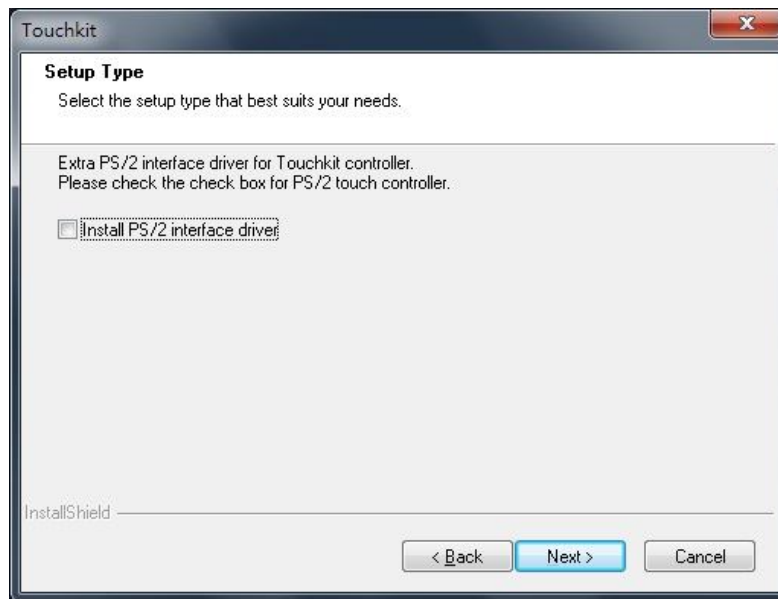 Touchkit
Setup Type
Select the setup type that best suits your needs.
Extra PS/2 interface driver for Touchkit controller.
Please check the check box for PS/2 touch controller.
Install PS/2 interface driver
InstallShield
< Back
Next >
Cancel